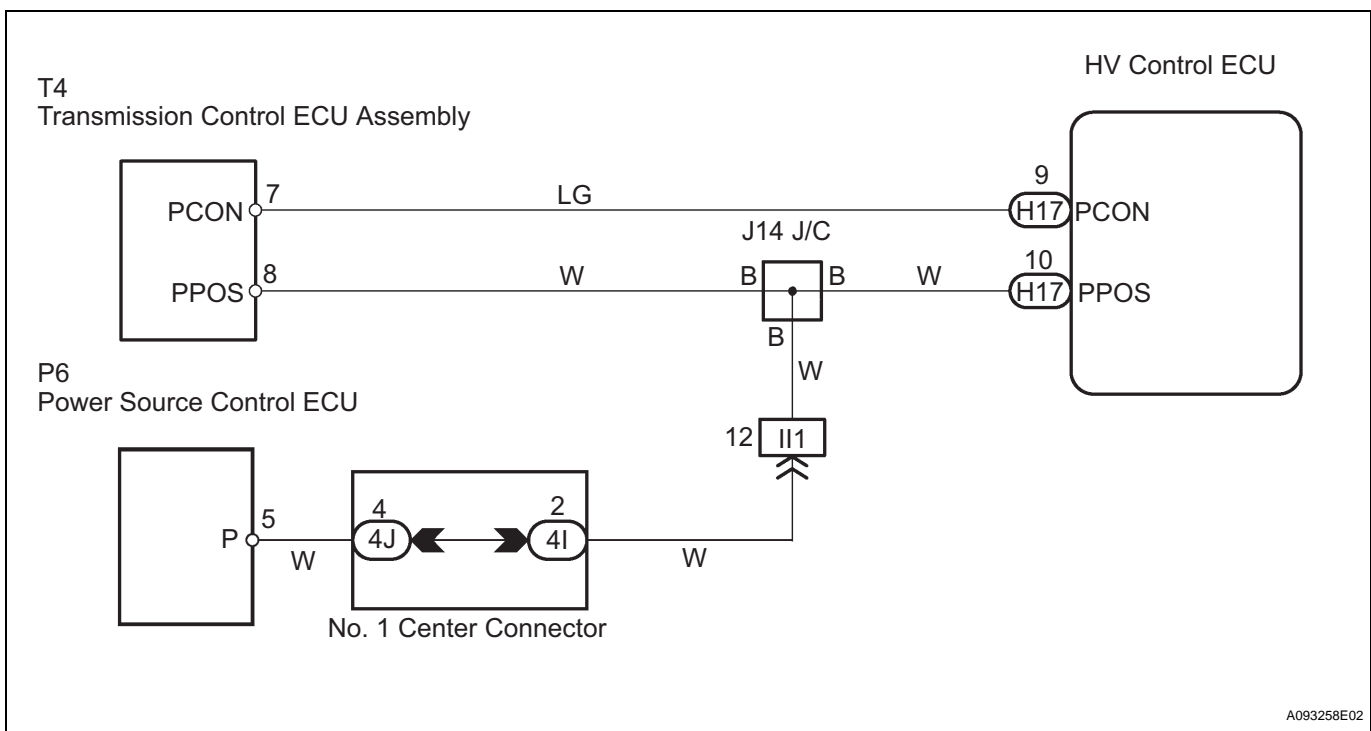 HV Control ECU
T4
Transmission Control ECU Assembly
PCON 7 LG 9 H17 PCON
J14 J/C
PPOS 8 W B B W 10 H17 PPOS
B
W
P6
Power Source Control ECU
12 II1
P 5 W 4 4J 2 4I W
No. 1 Center Connector
A093258E02